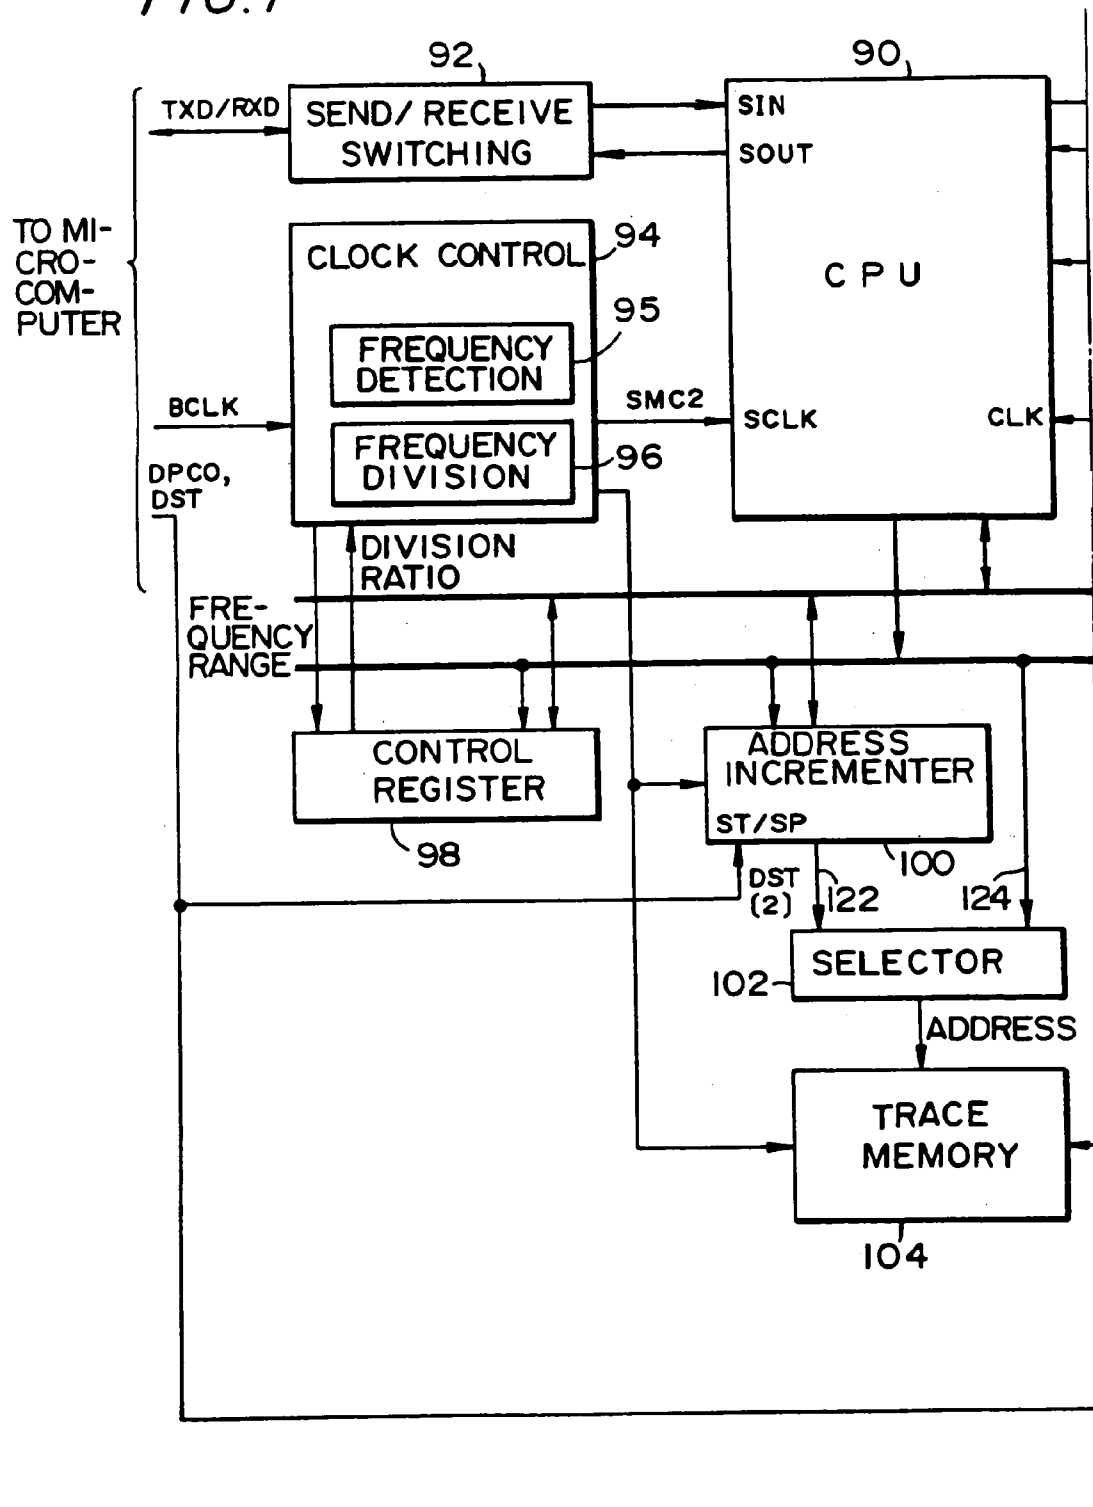 FIG. 7
92
90
TXD/RXD
SEND/RECEIVE
SWITCHING
SIN
SOUT
TO MI-
CRO-
COM-
PUTER
CLOCK CONTROL
94
CPU
95
FREQUENCY
DETECTION
BCLK
SMC2
SCLK
CLK
FREQUENCY
DIVISION
96
DPCO,
DST
DIVISION
RATIO
FRE-
QUENCY
RANGE
CONTROL
REGISTER
98
ADDRESS
INCREMENTER
ST/SP
100
DST
(2)
122
124
SELECTOR
102
ADDRESS
TRACE
MEMORY
104